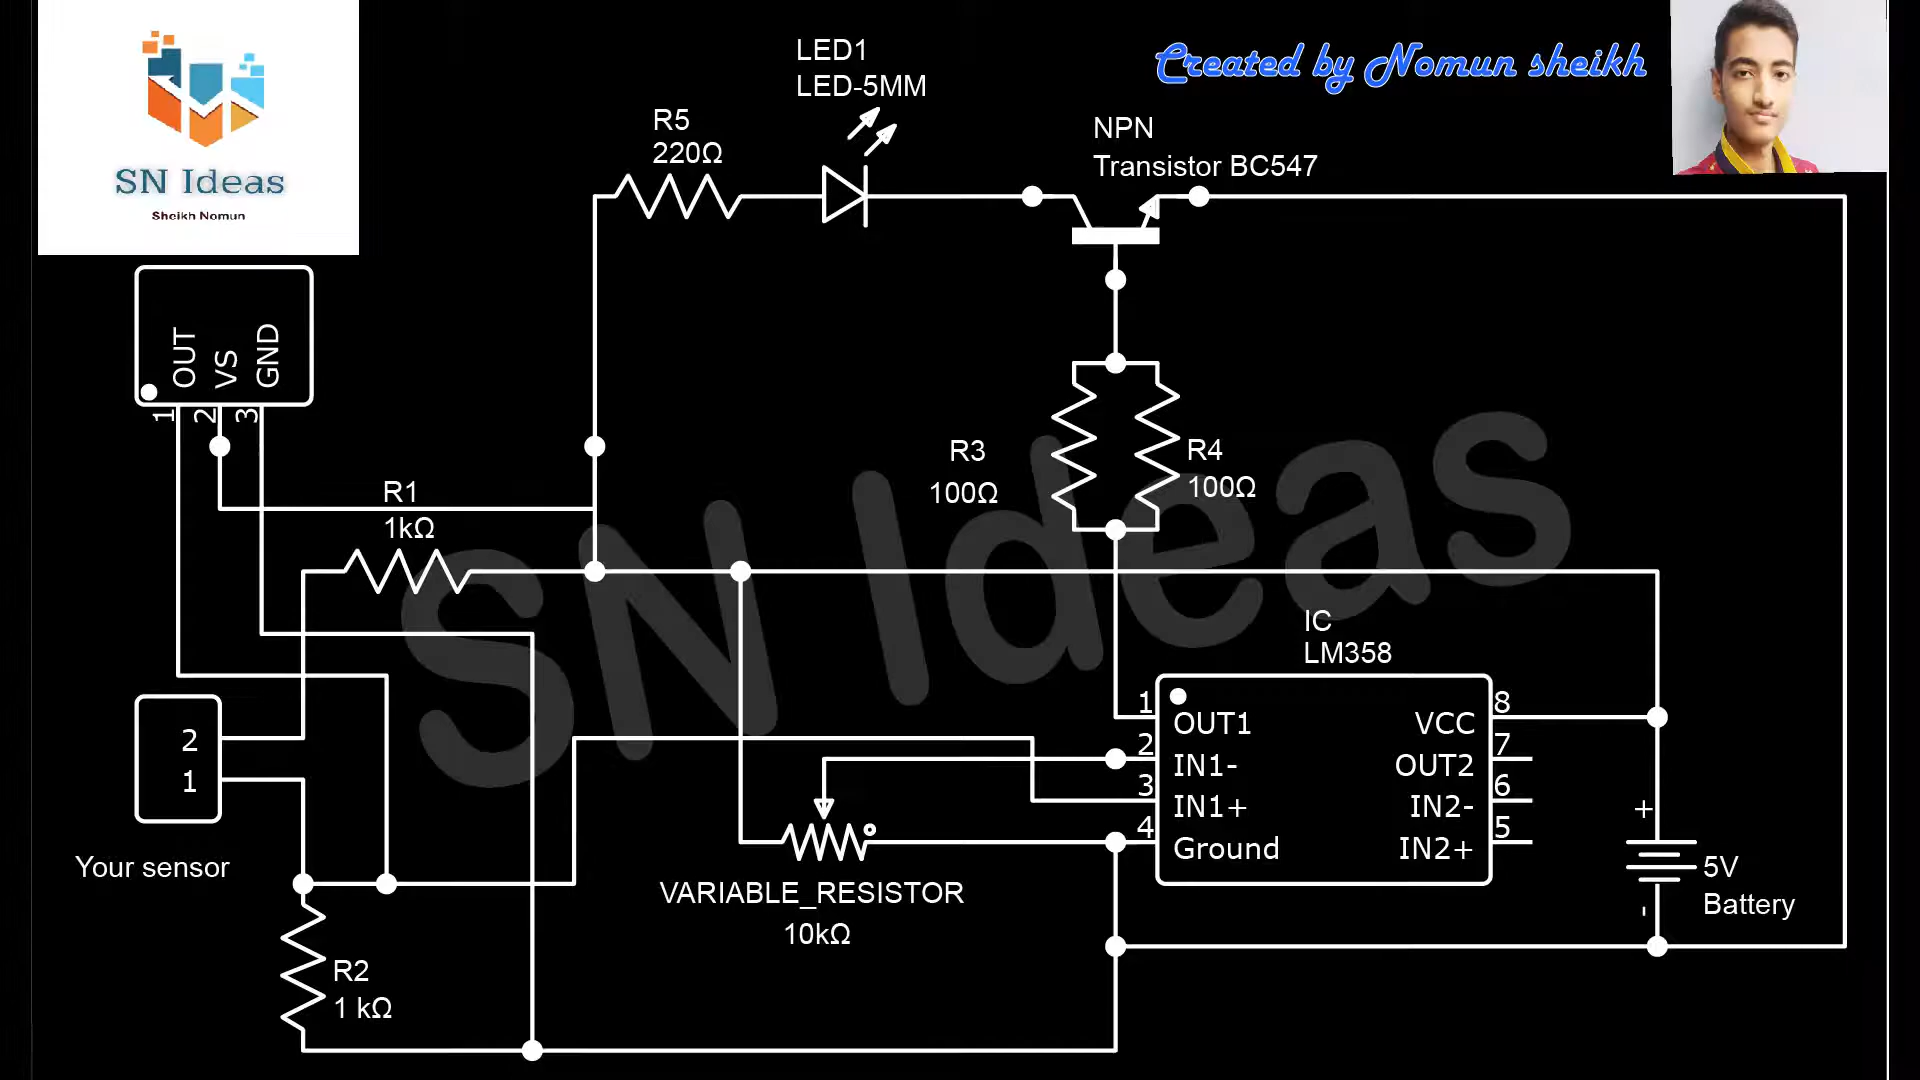 SN Ideas
Sheikh Nomun
Created by Nomun sheikh
LED1
LED-5MM
R5
220Ω
NPN
Transistor BC547
OUT
VS
GND
1
2
3
R1
1kΩ
R3
100Ω
R4
100Ω
SN Ideas
IC
LM358
1
2
3
4
OUT1
IN1-
IN1+
Ground
VCC
OUT2
IN2-
IN2+
8
7
6
5
2
1
Your sensor
VARIABLE_RESISTOR
10kΩ
+
-
5V
Battery
R2
1 kΩ